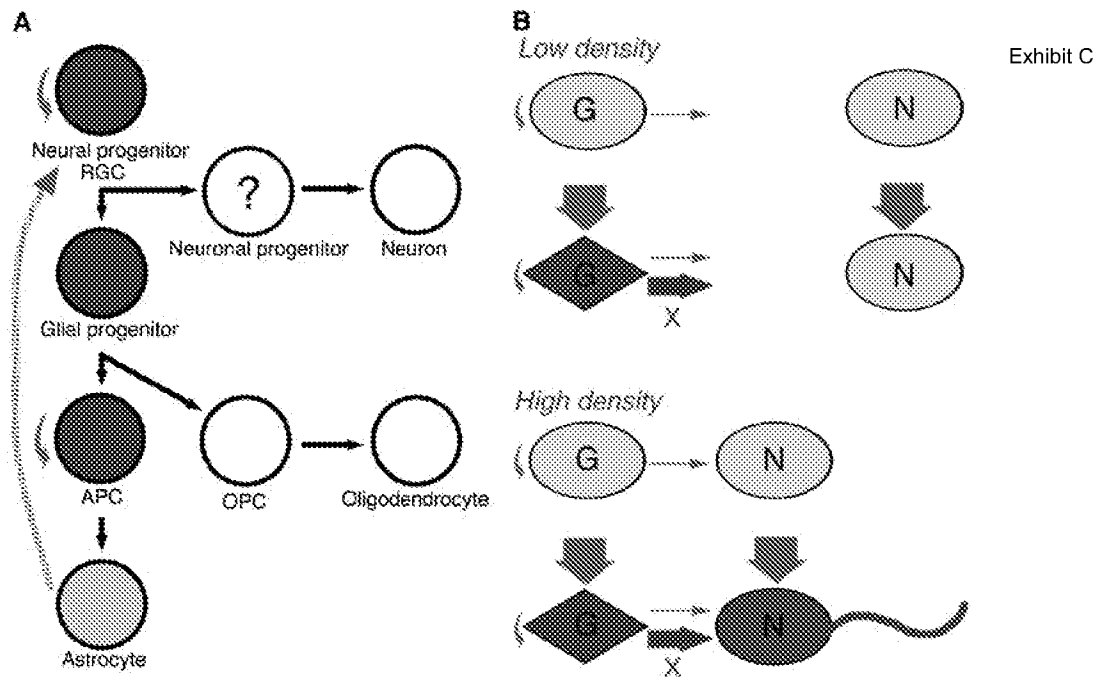 A
Neural progenitor
RGC
?
Neuronal progenitor
Neuron
Glial progenitor
APC
OPC
Oligodendrocyte
Astrocyte
B
Exhibit C
Low density
G
N
G
N
X
High density
G
N
G
N
X